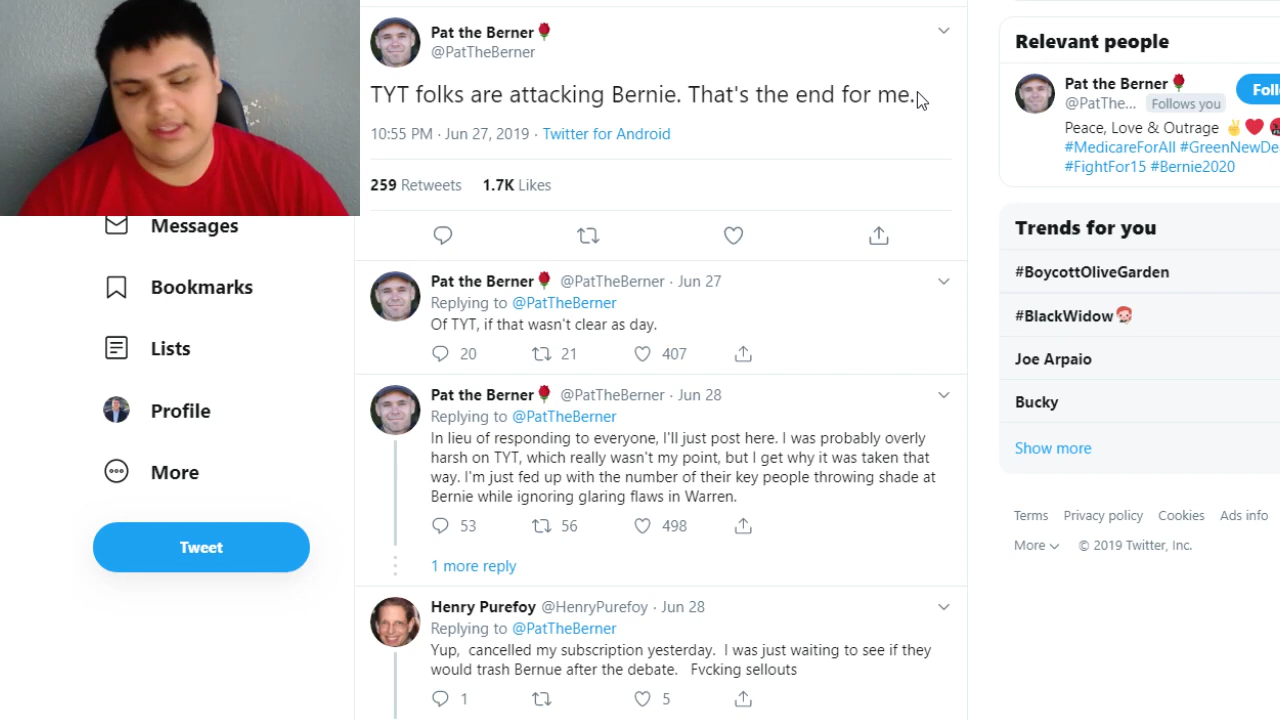 Pat the Berner🌹
@PatTheBerner
TYT folks are attacking Bernie. That's the end for me.
10:55 PM · Jun 27, 2019 · Twitter for Android
259 Retweets 1.7K Likes
Pat the Berner🌹 @PatTheBerner · Jun 27
Replying to @PatTheBerner
Of TYT, if that wasn't clear as day.
20 21 407
Pat the Berner🌹 @PatTheBerner · Jun 28
Replying to @PatTheBerner
In lieu of responding to everyone, I'll just post here. I was probably overly
harsh on TYT, which really wasn't my point, but I get why it was taken that
way. I'm just fed up with the number of their key people throwing shade at
Bernie while ignoring glaring flaws in Warren.
53 56 498
1 more reply
Henry Purefoy @HenryPurefoy · Jun 28
Replying to @PatTheBerner
Yup, cancelled my subscription yesterday. I was just waiting to see if they
would trash Bernue after the debate. Fvcking sellouts
1 5
Messages
Bookmarks
Lists
Profile
More
Tweet
Relevant people
Pat the Berner🌹
@PatThe... Follows you
Foll
Peace, Love & Outrage ✌️❤️
#MedicareForAll #GreenNewDe
#FightFor15 #Bernie2020
Trends for you
#BoycottOliveGarden
#BlackWidow
Joe Arpaio
Bucky
Show more
Terms Privacy policy Cookies Ads info
More © 2019 Twitter, Inc.